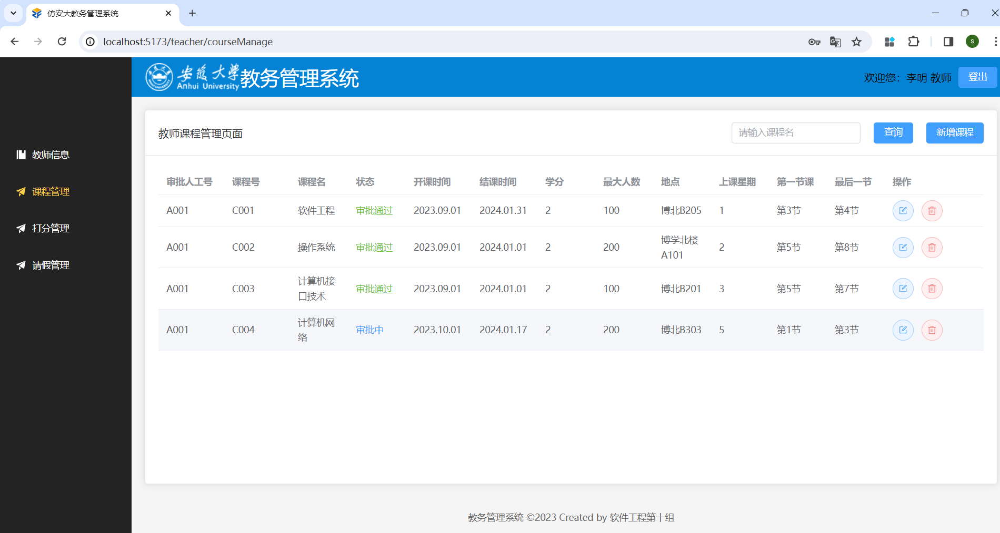 仿安大教务管理系统
localhost:5173/teacher/courseManage
S
安徽大学
Anhui University
教务管理系统
欢迎您：李明 教师
登出
教师信息
课程管理
打分管理
请假管理
教师课程管理页面
请输入课程名
查询
新增课程
审批人工号 课程号 课程名 状态 开课时间 结课时间 学分 最大人数 地点 上课星期 第一节课 最后一节 操作
A001 C001 软件工程 审批通过 2023.09.01 2024.01.31 2 100 博北B205 1 第3节 第4节
A001 C002 操作系统 审批通过 2023.09.01 2024.01.01 2 200 博学北楼
A101 2 第5节 第8节
A001 C003 计算机接
口技术 审批通过 2023.09.01 2024.01.01 2 100 博北B201 3 第5节 第7节
A001 C004 计算机网
络 审批中 2023.10.01 2024.01.17 2 200 博北B303 5 第1节 第3节
教务管理系统 ©2023 Created by 软件工程第十组